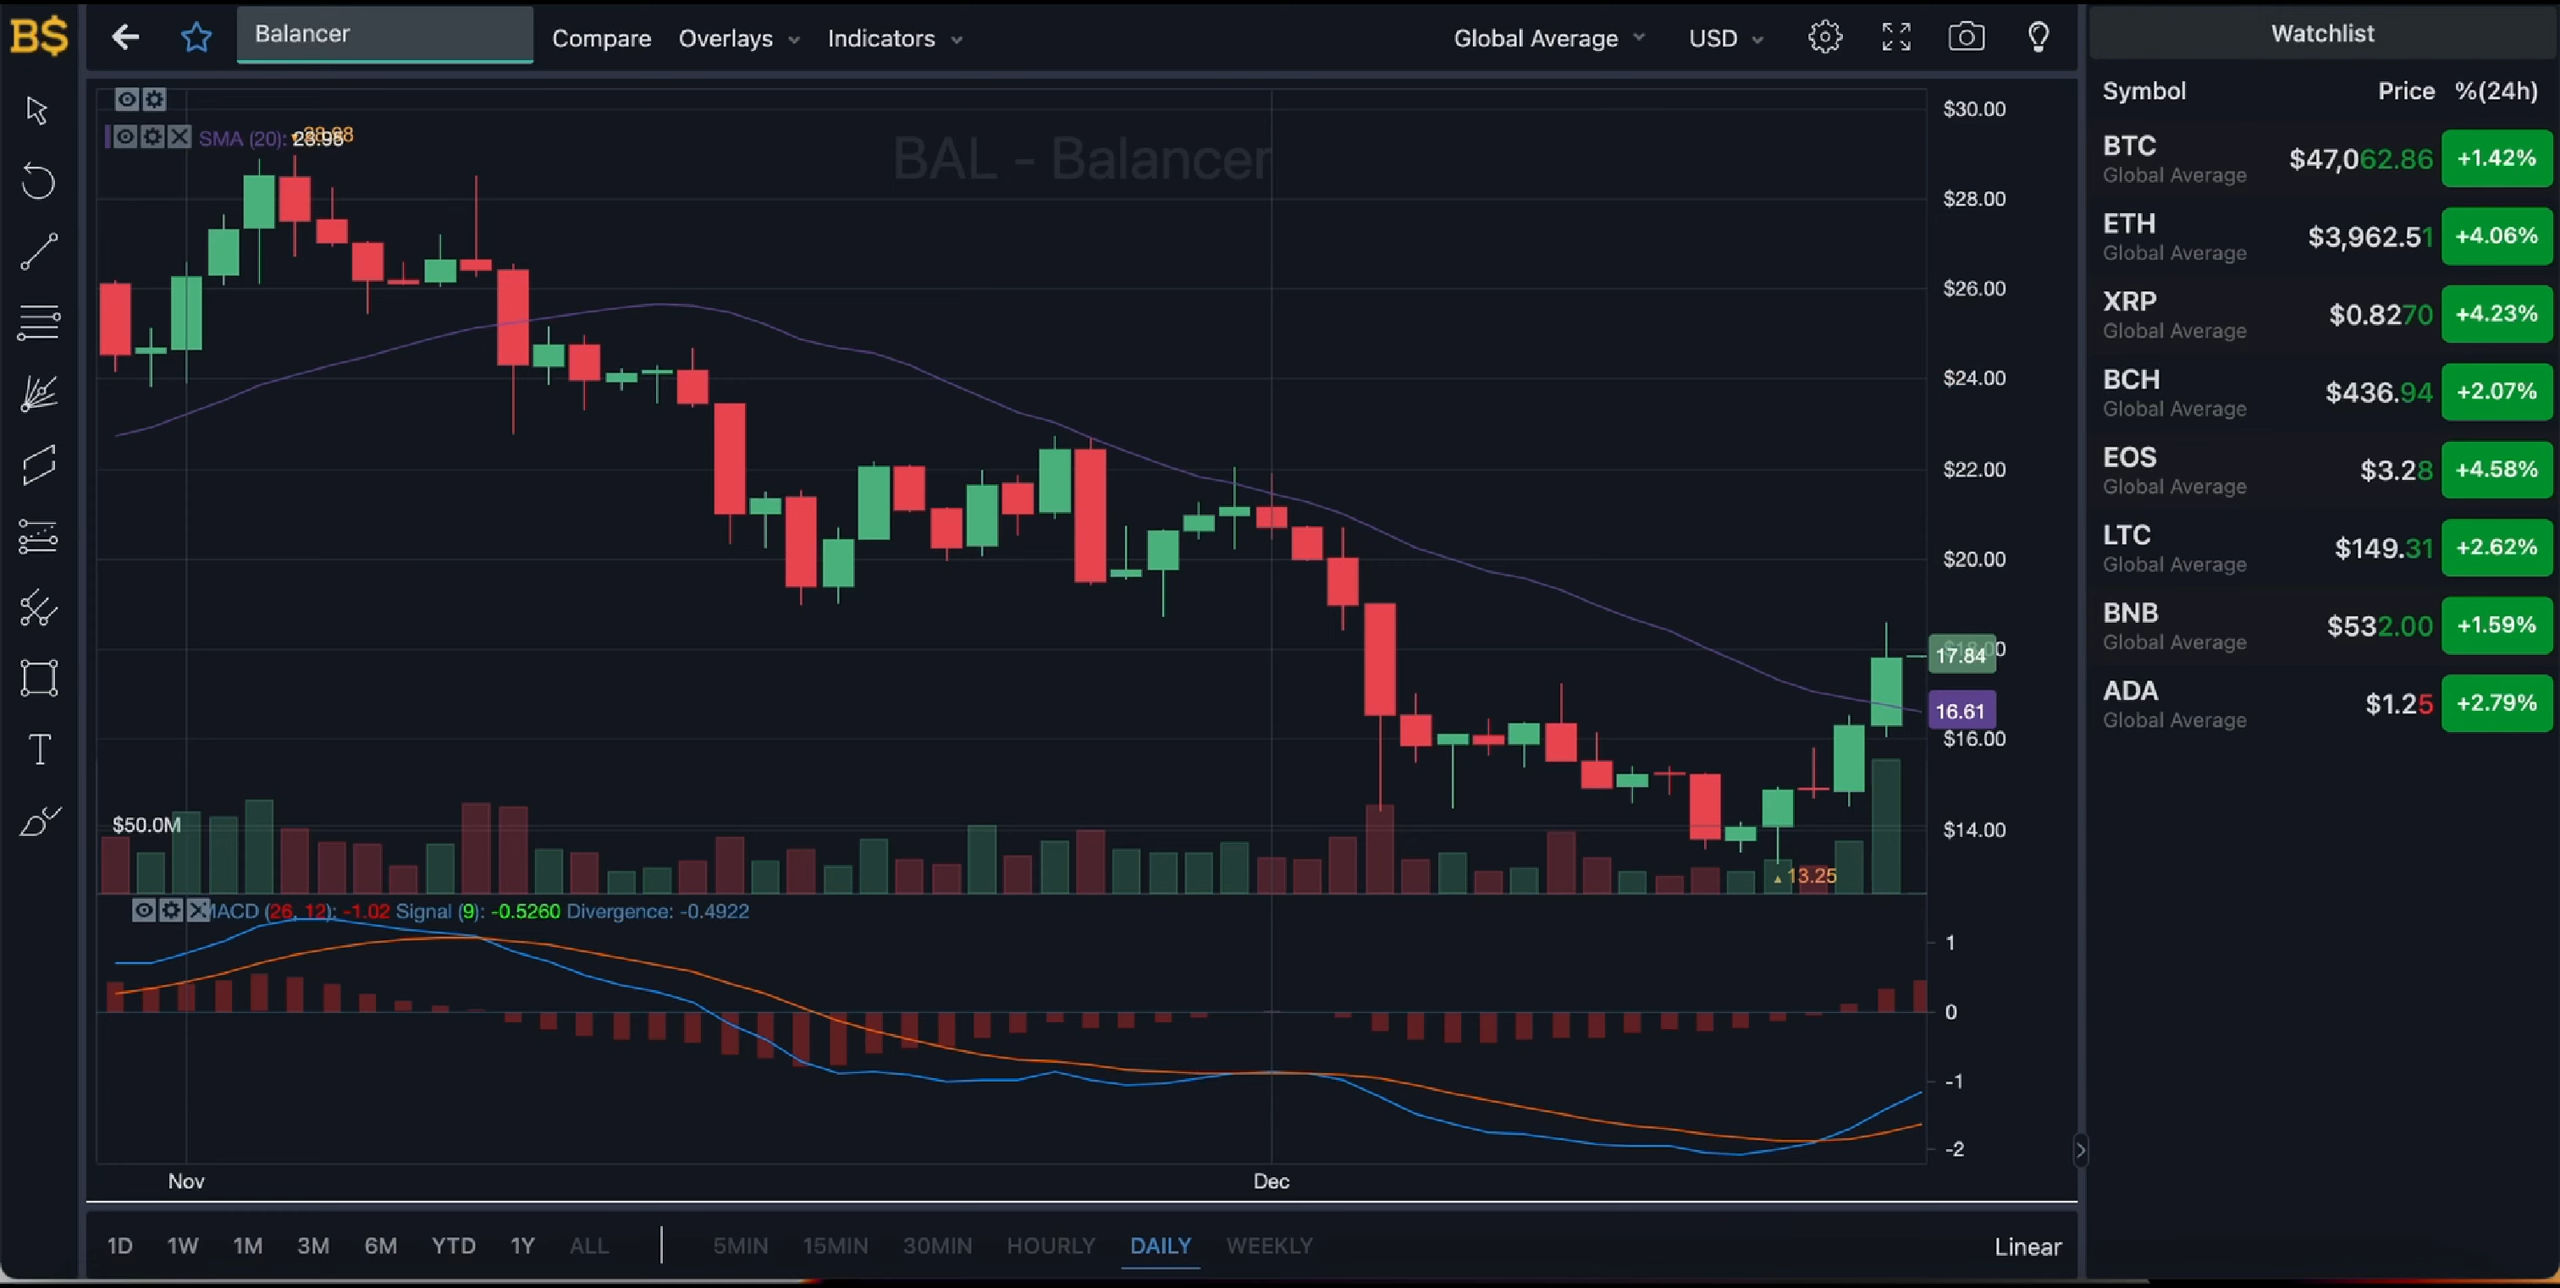 B$
Balancer
Compare
Overlays
Indicators
Global Average
USD
Watchlist
Symbol Price %(24h)
BTC $47,062.86 +1.42%
Global Average
ETH $3,962.51 +4.06%
Global Average
XRP $0.8270 +4.23%
Global Average
BCH $436.94 +2.07%
Global Average
EOS $3.28 +4.58%
Global Average
LTC $149.31 +2.62%
Global Average
BNB $532.00 +1.59%
Global Average
ADA $1.25 +2.79%
Global Average
SMA (20):
BAL - Balancer
$30.00
$28.00
$26.00
$24.00
$22.00
$20.00
17.84
16.61
$16.00
$14.00
$50.0M
13.25
MACD (26, 12): -1.02 Signal (9): -0.5260 Divergence: -0.4922
1
0
-1
-2
Nov
Dec
1D 1W 1M 3M 6M YTD 1Y ALL
5MIN 15MIN 30MIN HOURLY DAILY WEEKLY
Linear